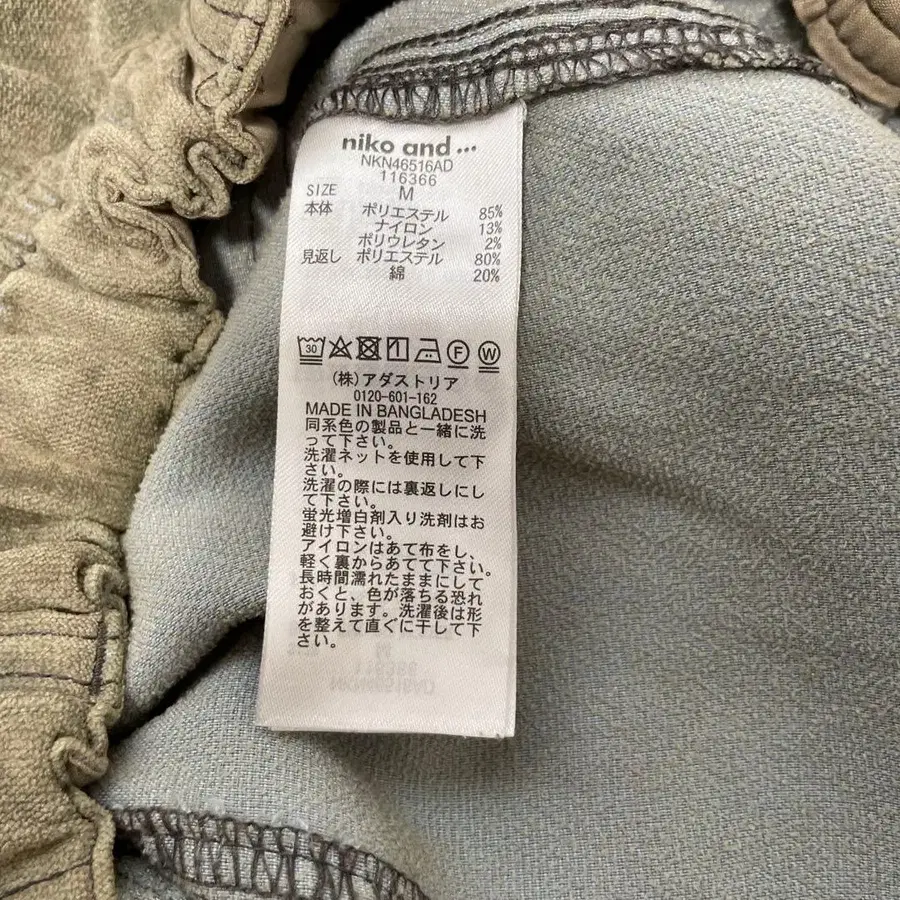 niko and ...
NKN46516AD
116366
SIZE M
本体 ポリエステル 85%
ナイロン 13%
ポリウレタン 2%
見返し ポリエステル 80%
綿 20%
30 F W
(株)アダストリア
0120-601-162
MADE IN BANGLADESH
同系色の製品と一緒に洗
って下さい。
洗濯ネットを使用して下
さい。
洗濯の際には裏返しにし
て下さい。
蛍光増白剤入り洗剤はお
避け下さい。
アイロンはあて布をし、
軽く裏からあてて下さい。
長時間濡れたままにして
おくと、色が落ちる恐れ
があります。洗濯後は形
を整えて直ぐに干して下
さい。